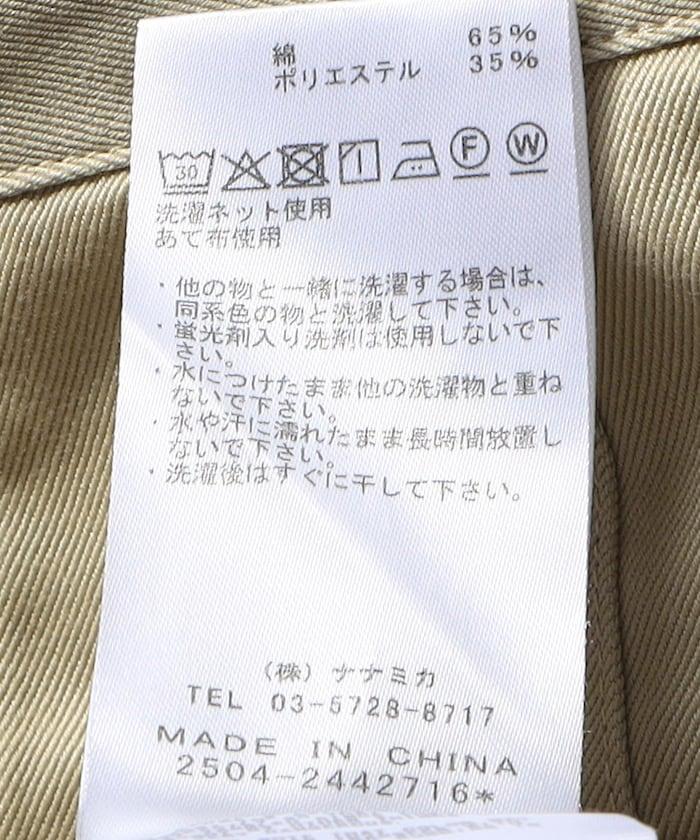 綿 65%
ポリエステル 35%
30 F W
洗濯ネット使用
あて布使用
・他の物と一緒に洗濯する場合は、
同系色の物と洗濯して下さい。
・蛍光剤入り洗剤は使用しないで下
さい。
・水につけたまま他の洗濯物と重ね
ないで下さい。
・水や汗に濡れたまま長時間放置し
ないで下さい。
・洗濯後はすぐに干して下さい。
(株) ナナミカ
TEL 03-5728-8717
MADE IN CHINA
2504-2442716*